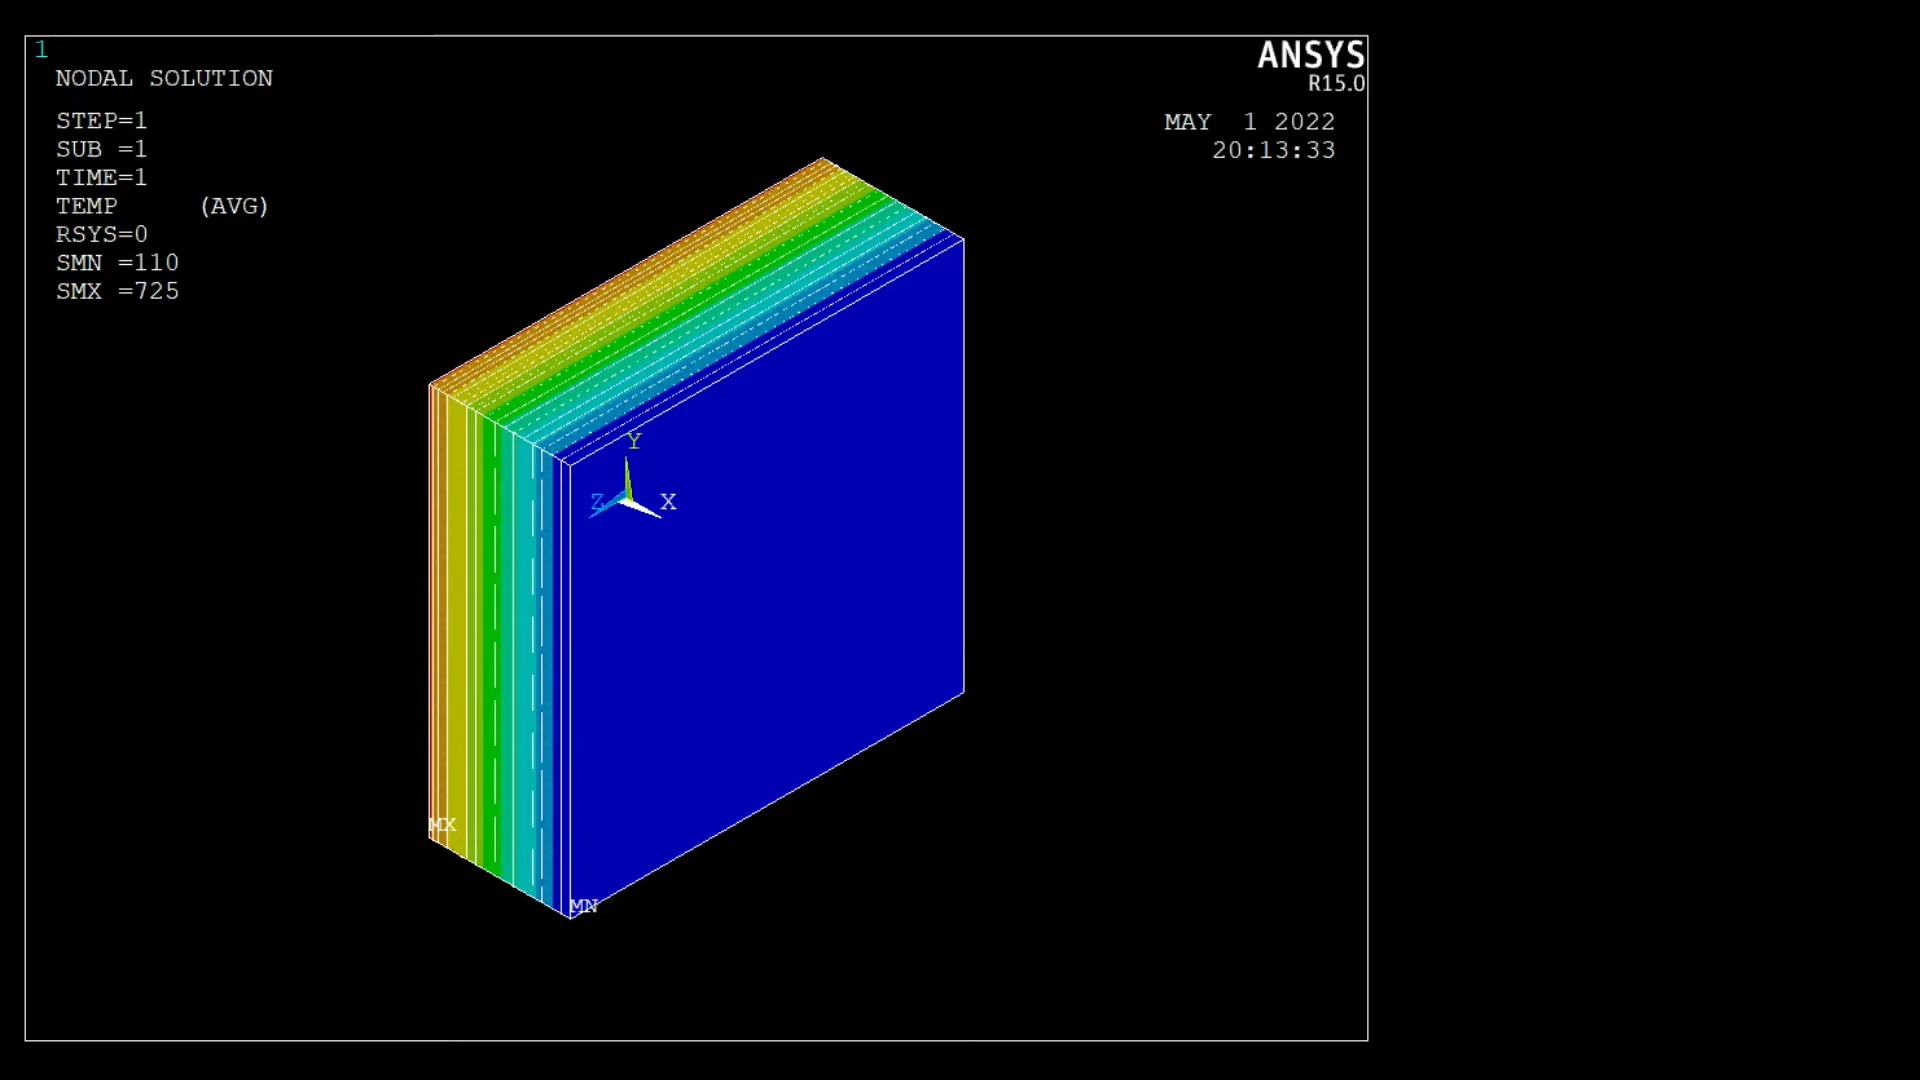 1
NODAL SOLUTION
STEP=1
SUB =1
TIME=1
TEMP (AVG)
RSYS=0
SMN =110
SMX =725
ANSYS
R15.0
MAY 1 2022
20:13:33
Y
Z X
MX
MN